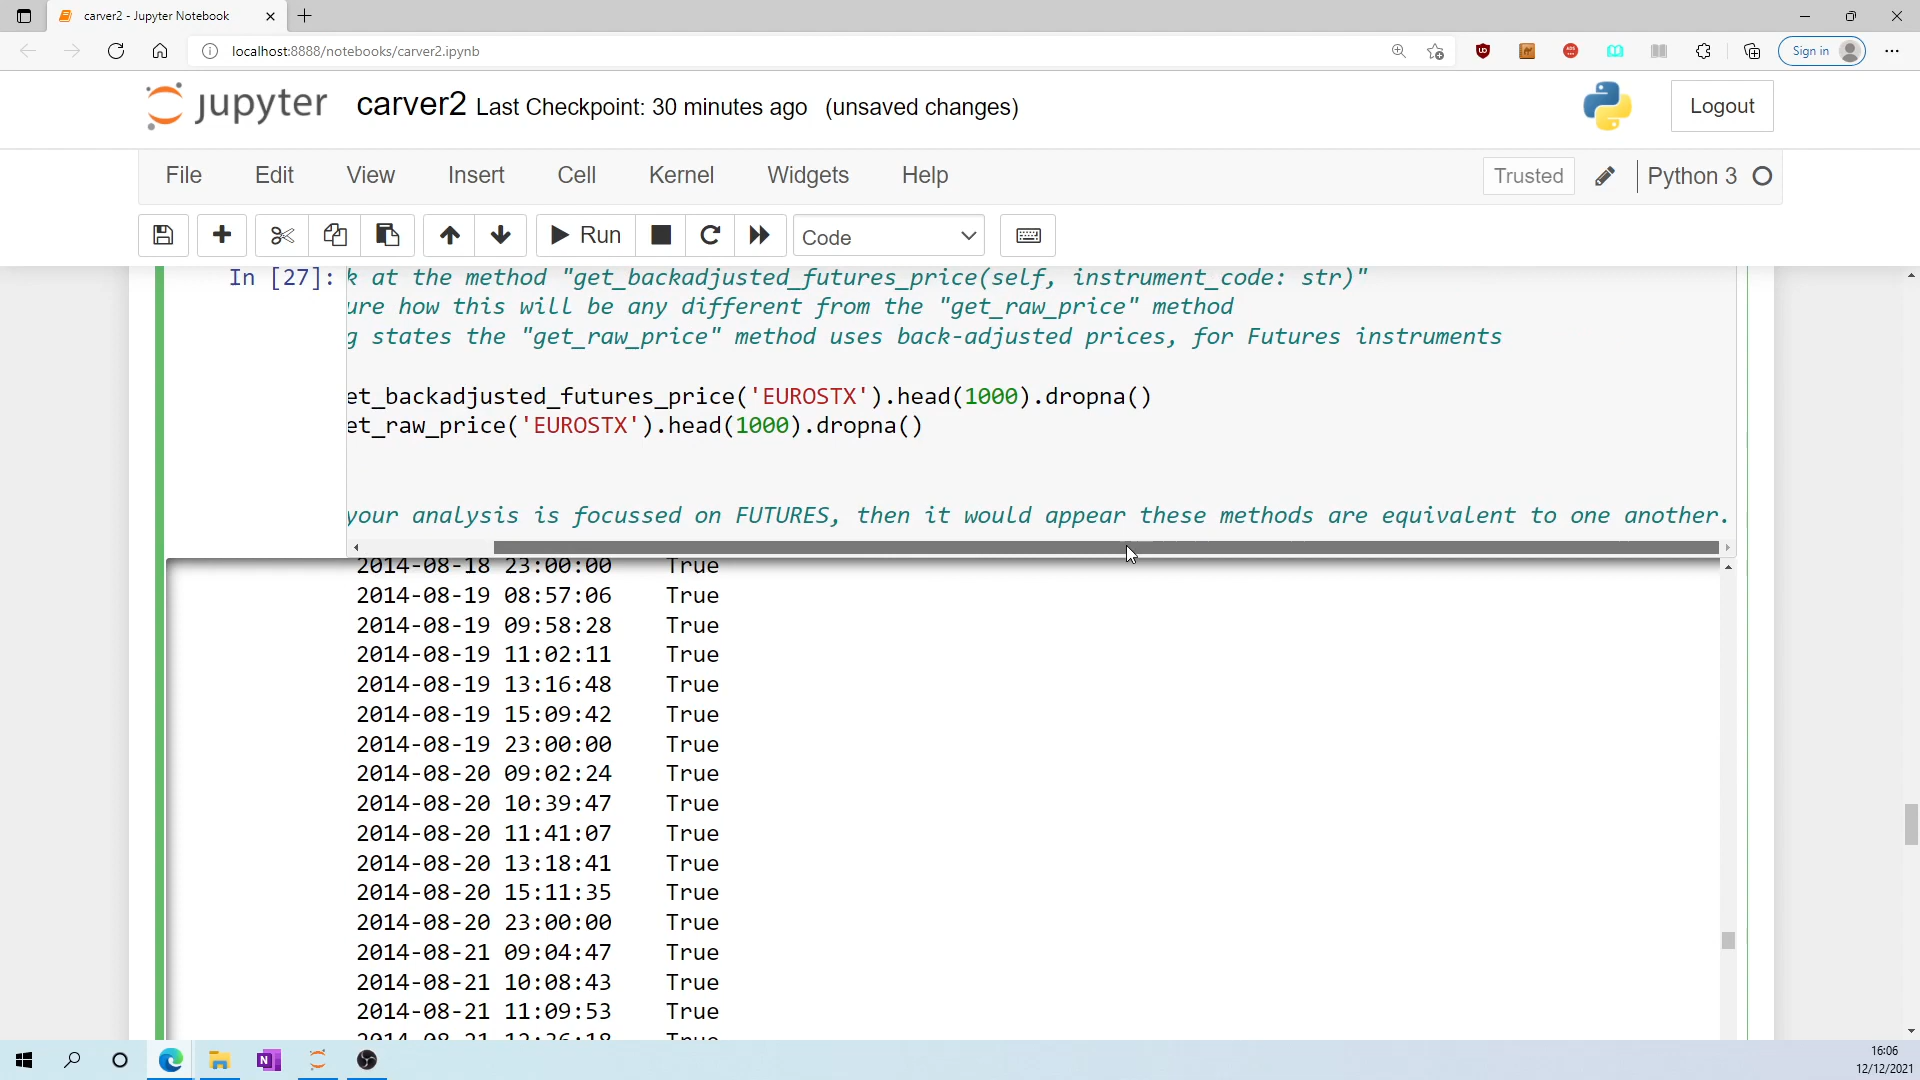 carver2 - Jupyter Notebook
localhost:8888/notebooks/carver2.ipynb
Sign in
jupyter carver2 Last Checkpoint: 30 minutes ago (unsaved changes)
Logout
File Edit View Insert Cell Kernel Widgets Help
Trusted Python 3
Run Code
In [27]: k at the method "get_backadjusted_futures_price(self, instrument_code: str)"
ure how this will be any different from the "get_raw_price" method
g states the "get_raw_price" method uses back-adjusted prices, for Futures instruments
et_backadjusted_futures_price('EUROSTX').head(1000).dropna()
et_raw_price('EUROSTX').head(1000).dropna()
your analysis is focussed on FUTURES, then it would appear these methods are equivalent to one another.
2014-08-18 23:00:00 True
2014-08-19 08:57:06 True
2014-08-19 09:58:28 True
2014-08-19 11:02:11 True
2014-08-19 13:16:48 True
2014-08-19 15:09:42 True
2014-08-19 23:00:00 True
2014-08-20 09:02:24 True
2014-08-20 10:39:47 True
2014-08-20 11:41:07 True
2014-08-20 13:18:41 True
2014-08-20 15:11:35 True
2014-08-20 23:00:00 True
2014-08-21 09:04:47 True
2014-08-21 10:08:43 True
2014-08-21 11:09:53 True
2014-08-21 12:36:18 True
16:06
12/12/2021